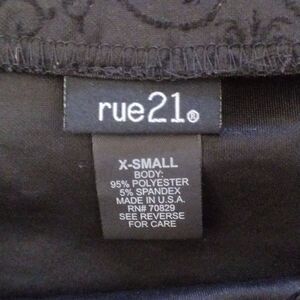 rue21®
X-SMALL
BODY:
95% POLYESTER
5% SPANDEX
MADE IN U.S.A.
RN# 70829
SEE REVERSE
FOR CARE